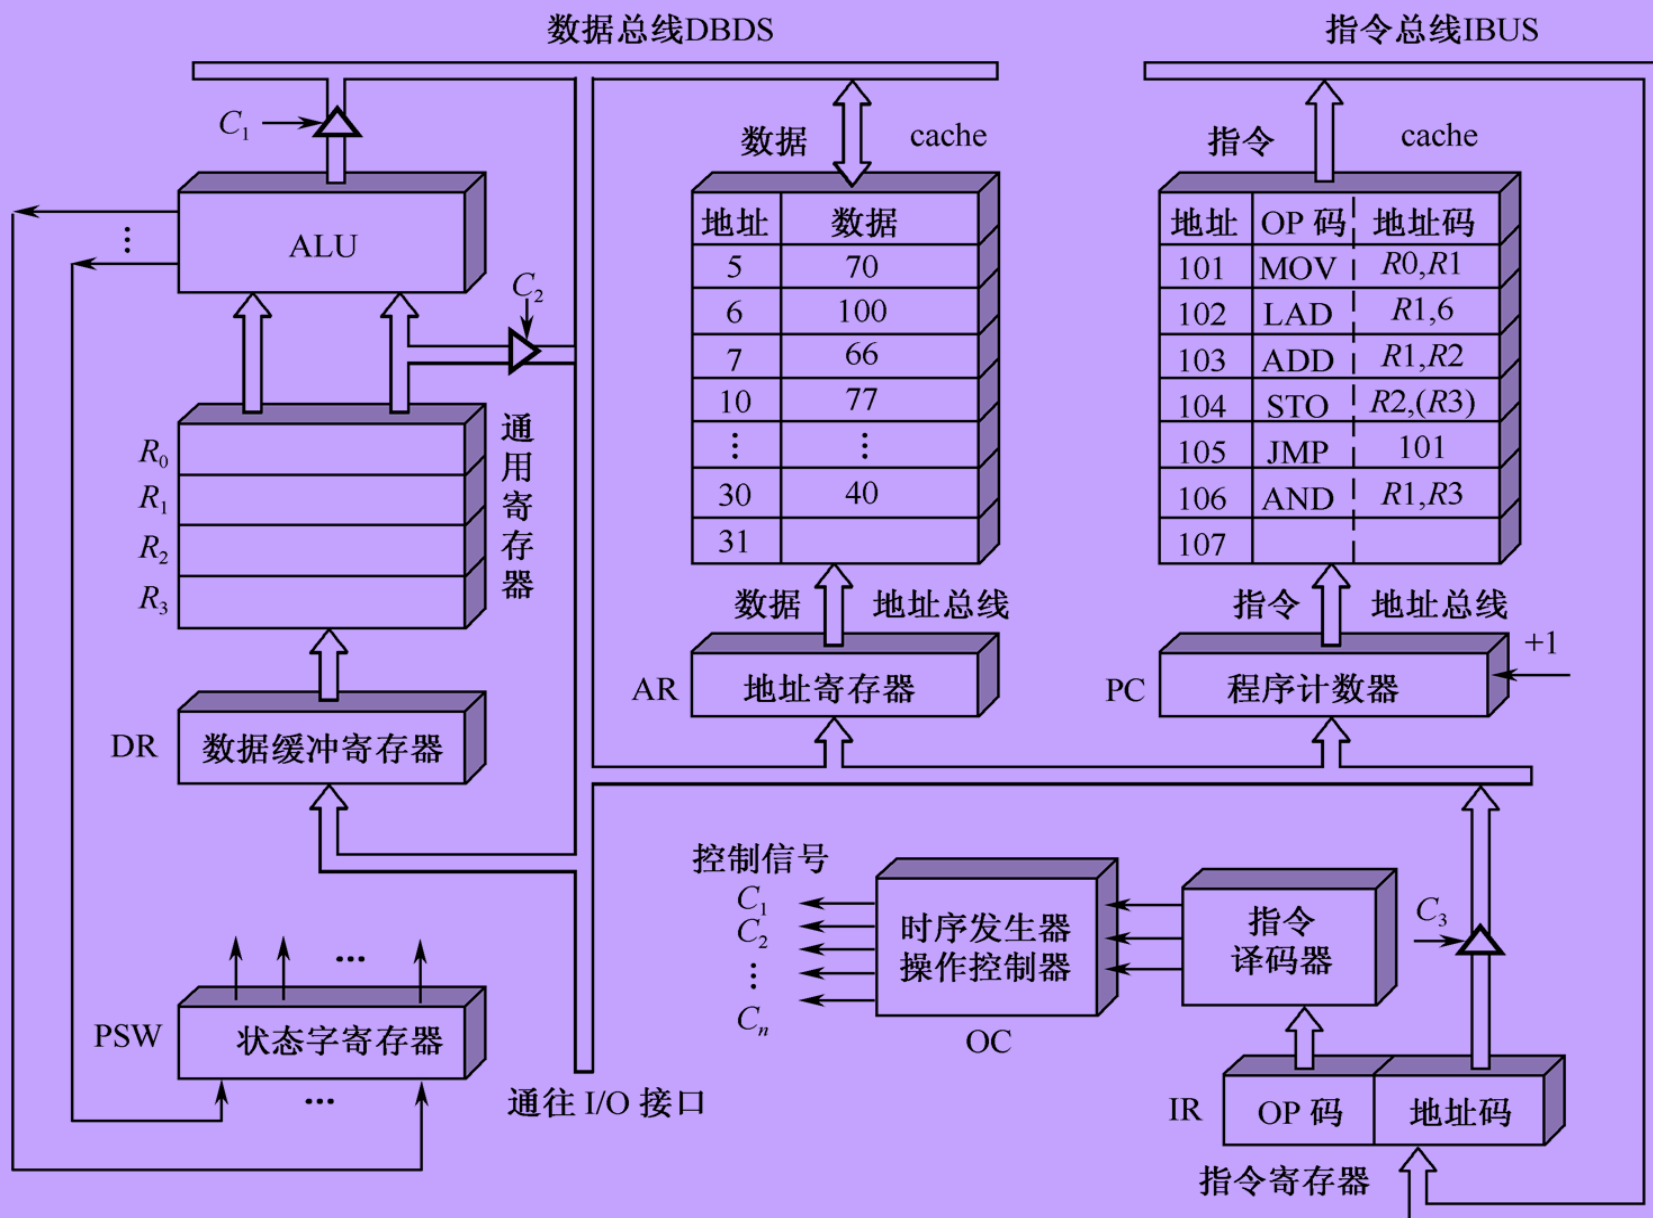 数据总线DBDS
指令总线IBUS
C1
数据
cache
指令
cache
ALU
⋮
C2
地址 数据
5 70
6 100
7 66
10 77
⋮ ⋮
30 40
31
地址 OP 码 地址码
101 MOV R0,R1
102 LAD R1,6
103 ADD R1,R2
104 STO R2,(R3)
105 JMP 101
106 AND R1,R3
107
R0
R1
R2
R3
通用寄存器
数据
地址总线
指令
地址总线
AR
地址寄存器
PC
程序计数器
+1
DR
数据缓冲寄存器
控制信号
C1
C2
⋮
Cn
时序发生器
操作控制器
OC
指令
译码器
C3
...
PSW
状态字寄存器
...
通往 I/O 接口
IR
OP 码
地址码
指令寄存器